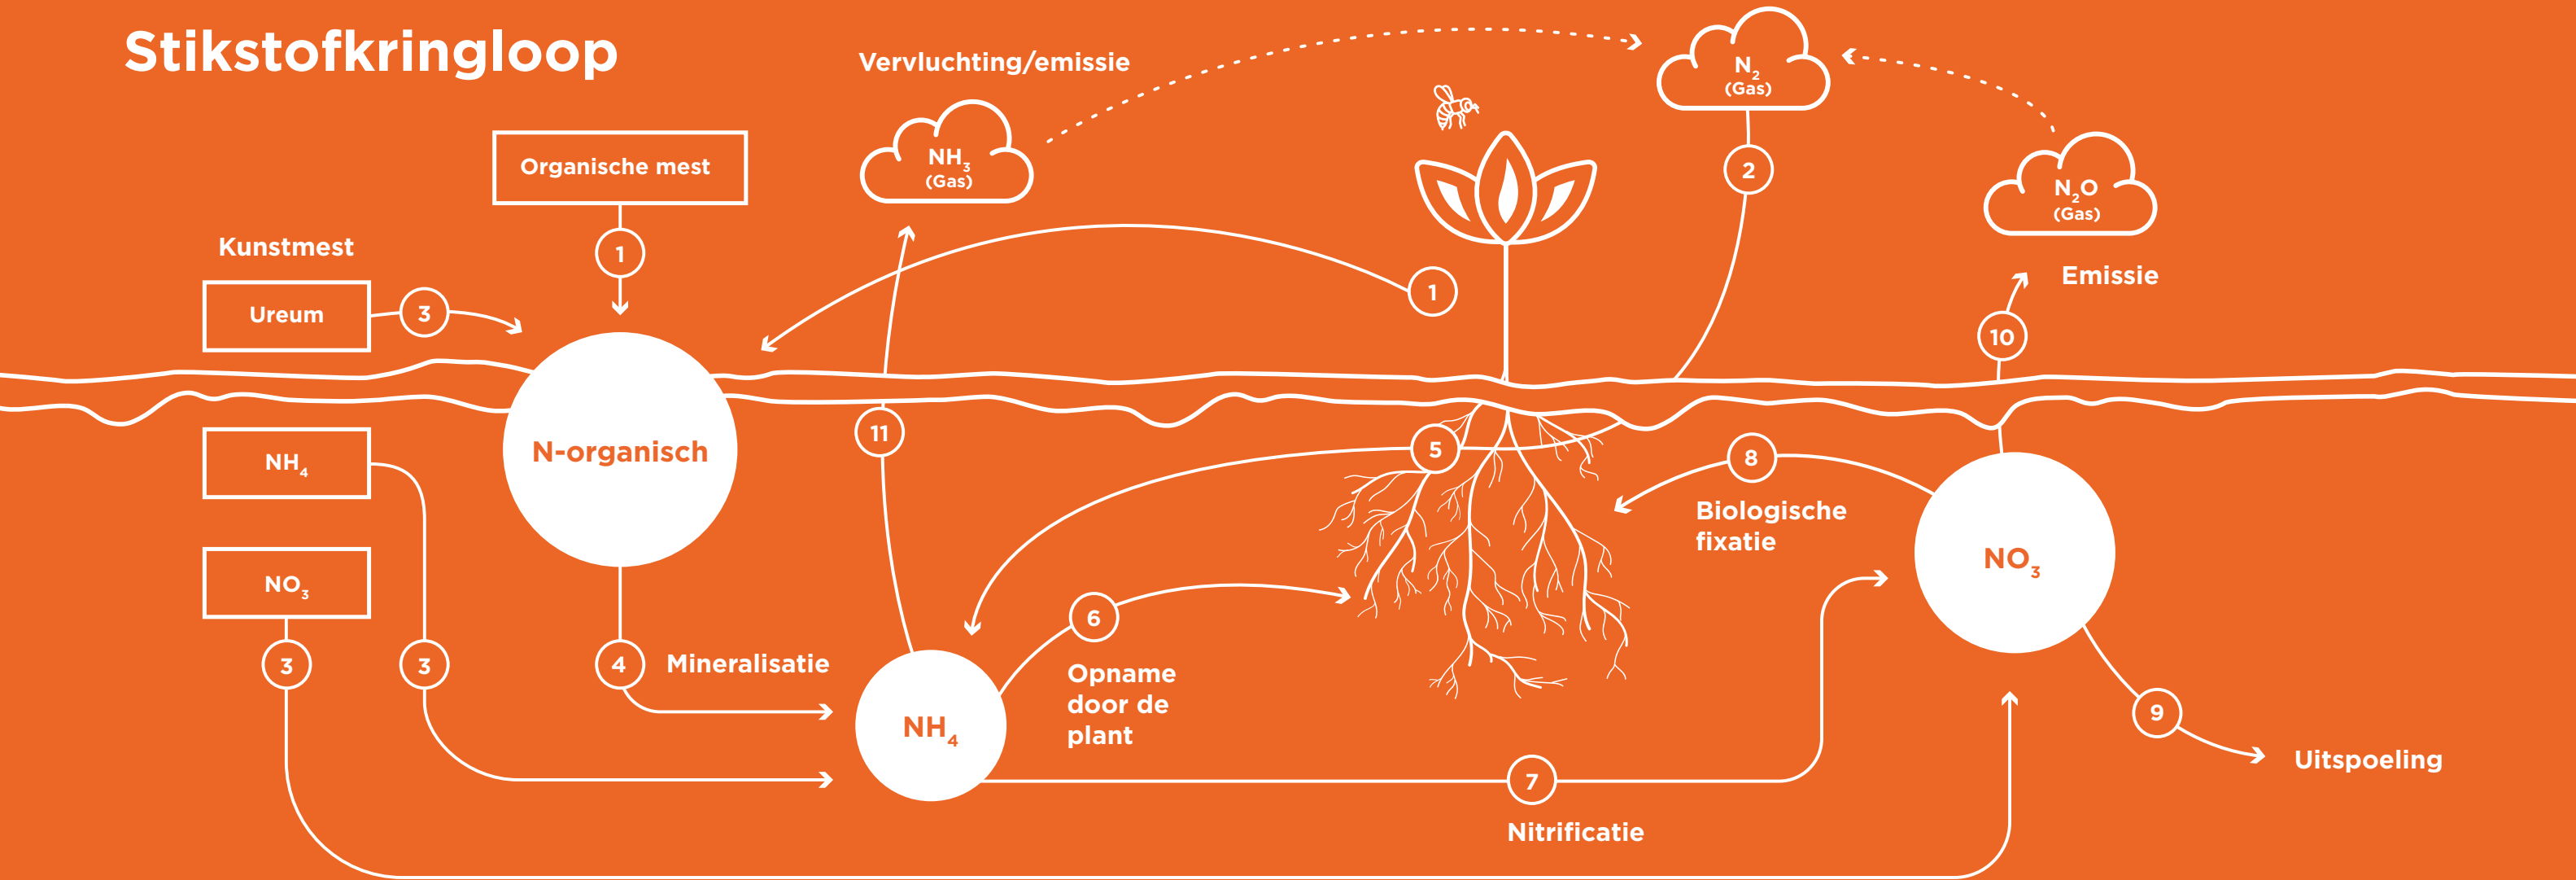 Stikstofkringloop
Vervluchting/emissie
N₂
(Gas)
NH₃
(Gas)
Organische mest
2
N₂O
(Gas)
Kunstmest
1
Emissie
1
Ureum
3
10
11
5
8
N-organisch
NH₄
Biologische
fixatie
NO₃
NO₃
6
3
3
4
Mineralisatie
Opname
door de
plant
NH₄
9
Uitspoeling
7
Nitrificatie